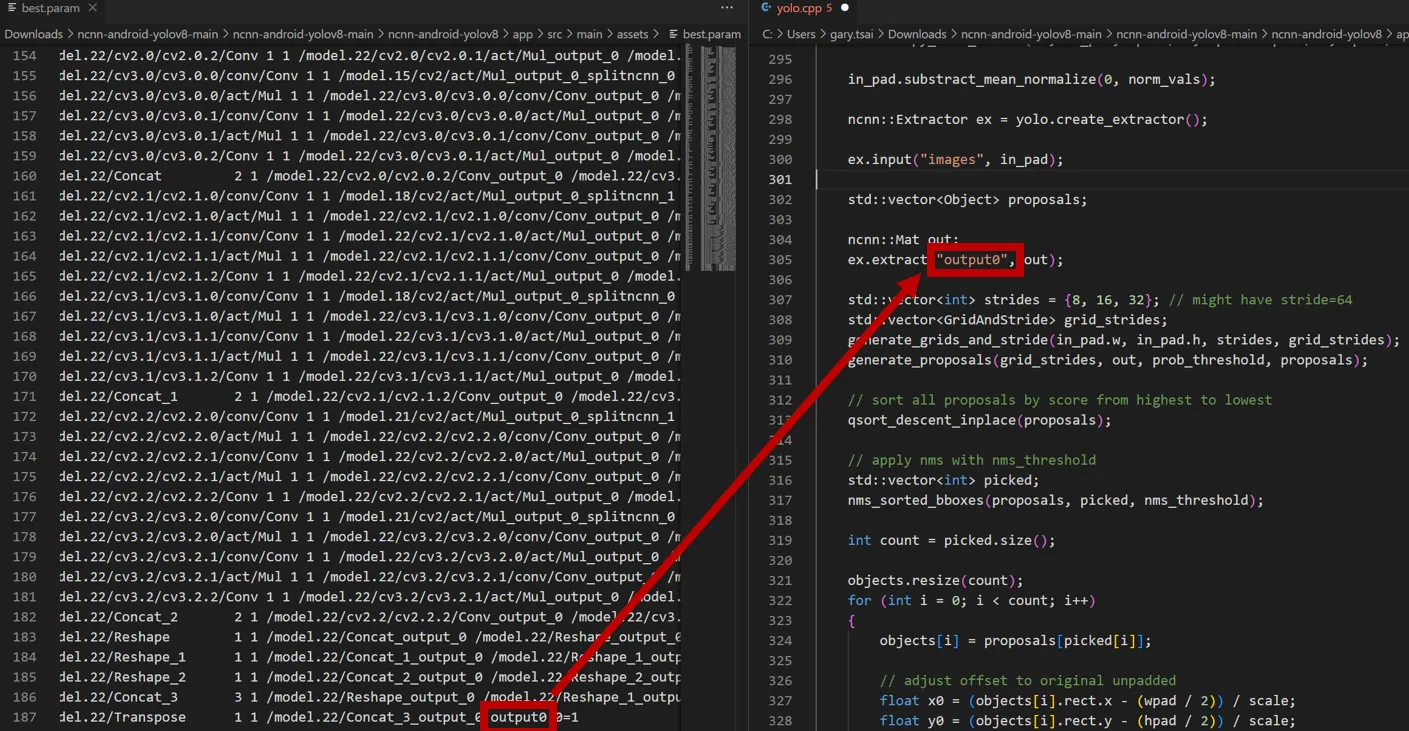 best.param
Downloads > ncnn-android-yolov8-main > ncnn-android-yolov8-main > ncnn-android-yolov8 > app > src > main > assets > best.param
154 del.22/cv2.0/cv2.0.2/Conv 1 1 /model.22/cv2.0/cv2.0.1/act/Mul_output_0 /model.
155 del.22/cv3.0/cv3.0.0/conv/Conv 1 1 /model.15/cv2/act/Mul_output_0_splitncnn_0
156 del.22/cv3.0/cv3.0.0/act/Mul 1 1 /model.22/cv3.0/cv3.0.0/conv/Conv_output_0 /m
157 del.22/cv3.0/cv3.0.1/conv/Conv 1 1 /model.22/cv3.0/cv3.0.0/act/Mul_output_0
158 del.22/cv3.0/cv3.0.1/act/Mul 1 1 /model.22/cv3.0/cv3.0.1/conv/Conv_output_0 /m
159 del.22/cv3.0/cv3.0.2/Conv 1 1 /model.22/cv3.0/cv3.0.1/act/Mul_output_0 /model.
160 del.22/Concat 2 1 /model.22/cv2.0/cv2.0.2/Conv_output_0 /model.22/cv3.
161 del.22/cv2.1/cv2.1.0/conv/Conv 1 1 /model.18/cv2/act/Mul_output_0_splitncnn_1
162 del.22/cv2.1/cv2.1.0/act/Mul 1 1 /model.22/cv2.1/cv2.1.0/conv/Conv_output_0 /m
163 del.22/cv2.1/cv2.1.1/conv/Conv 1 1 /model.22/cv2.1/cv2.1.0/act/Mul_output_0
164 del.22/cv2.1/cv2.1.1/act/Mul 1 1 /model.22/cv2.1/cv2.1.1/conv/Conv_output_0 /m
165 del.22/cv2.1/cv2.1.2/Conv 1 1 /model.22/cv2.1/cv2.1.1/act/Mul_output_0 /model.
166 del.22/cv3.1/cv3.1.0/conv/Conv 1 1 /model.18/cv2/act/Mul_output_0_splitncnn_0
167 del.22/cv3.1/cv3.1.0/act/Mul 1 1 /model.22/cv3.1/cv3.1.0/conv/Conv_output_0 /m
168 del.22/cv3.1/cv3.1.1/conv/Conv 1 1 /model.22/cv3.1/cv3.1.0/act/Mul_output_0
169 del.22/cv3.1/cv3.1.1/act/Mul 1 1 /model.22/cv3.1/cv3.1.1/conv/Conv_output_0 /m
170 del.22/cv3.1/cv3.1.2/Conv 1 1 /model.22/cv3.1/cv3.1.1/act/Mul_output_0 /model.
171 del.22/Concat_1 2 1 /model.22/cv2.1/cv2.1.2/Conv_output_0 /model.22/cv3.
172 del.22/cv2.2/cv2.2.0/conv/Conv 1 1 /model.21/cv2/act/Mul_output_0_splitncnn_1
173 del.22/cv2.2/cv2.2.0/act/Mul 1 1 /model.22/cv2.2/cv2.2.0/conv/Conv_output_0 /m
174 del.22/cv2.2/cv2.2.1/conv/Conv 1 1 /model.22/cv2.2/cv2.2.0/act/Mul_output_0
175 del.22/cv2.2/cv2.2.1/act/Mul 1 1 /model.22/cv2.2/cv2.2.1/conv/Conv_output_0 /m
176 del.22/cv2.2/cv2.2.2/Conv 1 1 /model.22/cv2.2/cv2.2.1/act/Mul_output_0 /model.
177 del.22/cv3.2/cv3.2.0/conv/Conv 1 1 /model.21/cv2/act/Mul_output_0_splitncnn_0
178 del.22/cv3.2/cv3.2.0/act/Mul 1 1 /model.22/cv3.2/cv3.2.0/conv/Conv_output_0 /m
179 del.22/cv3.2/cv3.2.1/conv/Conv 1 1 /model.22/cv3.2/cv3.2.0/act/Mul_output_0
180 del.22/cv3.2/cv3.2.1/act/Mul 1 1 /model.22/cv3.2/cv3.2.1/conv/Conv_output_0 /m
181 del.22/cv3.2/cv3.2.2/Conv 1 1 /model.22/cv3.2/cv3.2.1/act/Mul_output_0 /model.
182 del.22/Concat_2 2 1 /model.22/cv2.2/cv2.2.2/Conv_output_0 /model.22/cv3.
183 del.22/Reshape 1 1 /model.22/Concat_output_0 /model.22/Reshape_output_0
184 del.22/Reshape_1 1 1 /model.22/Concat_1_output_0 /model.22/Reshape_1_outp
185 del.22/Reshape_2 1 1 /model.22/Concat_2_output_0 /model.22/Reshape_2_outp
186 del.22/Concat_3 3 1 /model.22/Reshape_output_0 /model.22/Reshape_1_outpu
187 del.22/Transpose 1 1 /model.22/Concat_3_output_0 output0 0=1
yolo.cpp 5
C: > Users > gary.tsai > Downloads > ncnn-android-yolov8-main > ncnn-android-yolov8-main > ncnn-android-yolov8 > ap
295
296 in_pad.substract_mean_normalize(0, norm_vals);
297
298 ncnn::Extractor ex = yolo.create_extractor();
299
300 ex.input("images", in_pad);
301
302 std::vector<Object> proposals;
303
304 ncnn::Mat out;
305 ex.extract "output0", out);
306
307 std::vector<int> strides = {8, 16, 32}; // might have stride=64
308 std::vector<GridAndStride> grid_strides;
309 generate_grids_and_stride(in_pad.w, in_pad.h, strides, grid_strides);
310 generate_proposals(grid_strides, out, prob_threshold, proposals);
311
312 // sort all proposals by score from highest to lowest
313 qsort_descent_inplace(proposals);
314
315 // apply nms with nms_threshold
316 std::vector<int> picked;
317 nms_sorted_bboxes(proposals, picked, nms_threshold);
318
319 int count = picked.size();
320
321 objects.resize(count);
322 for (int i = 0; i < count; i++)
323 {
324 objects[i] = proposals[picked[i]];
325
326 // adjust offset to original unpadded
327 float x0 = (objects[i].rect.x - (wpad / 2)) / scale;
328 float y0 = (objects[i].rect.y - (hpad / 2)) / scale;